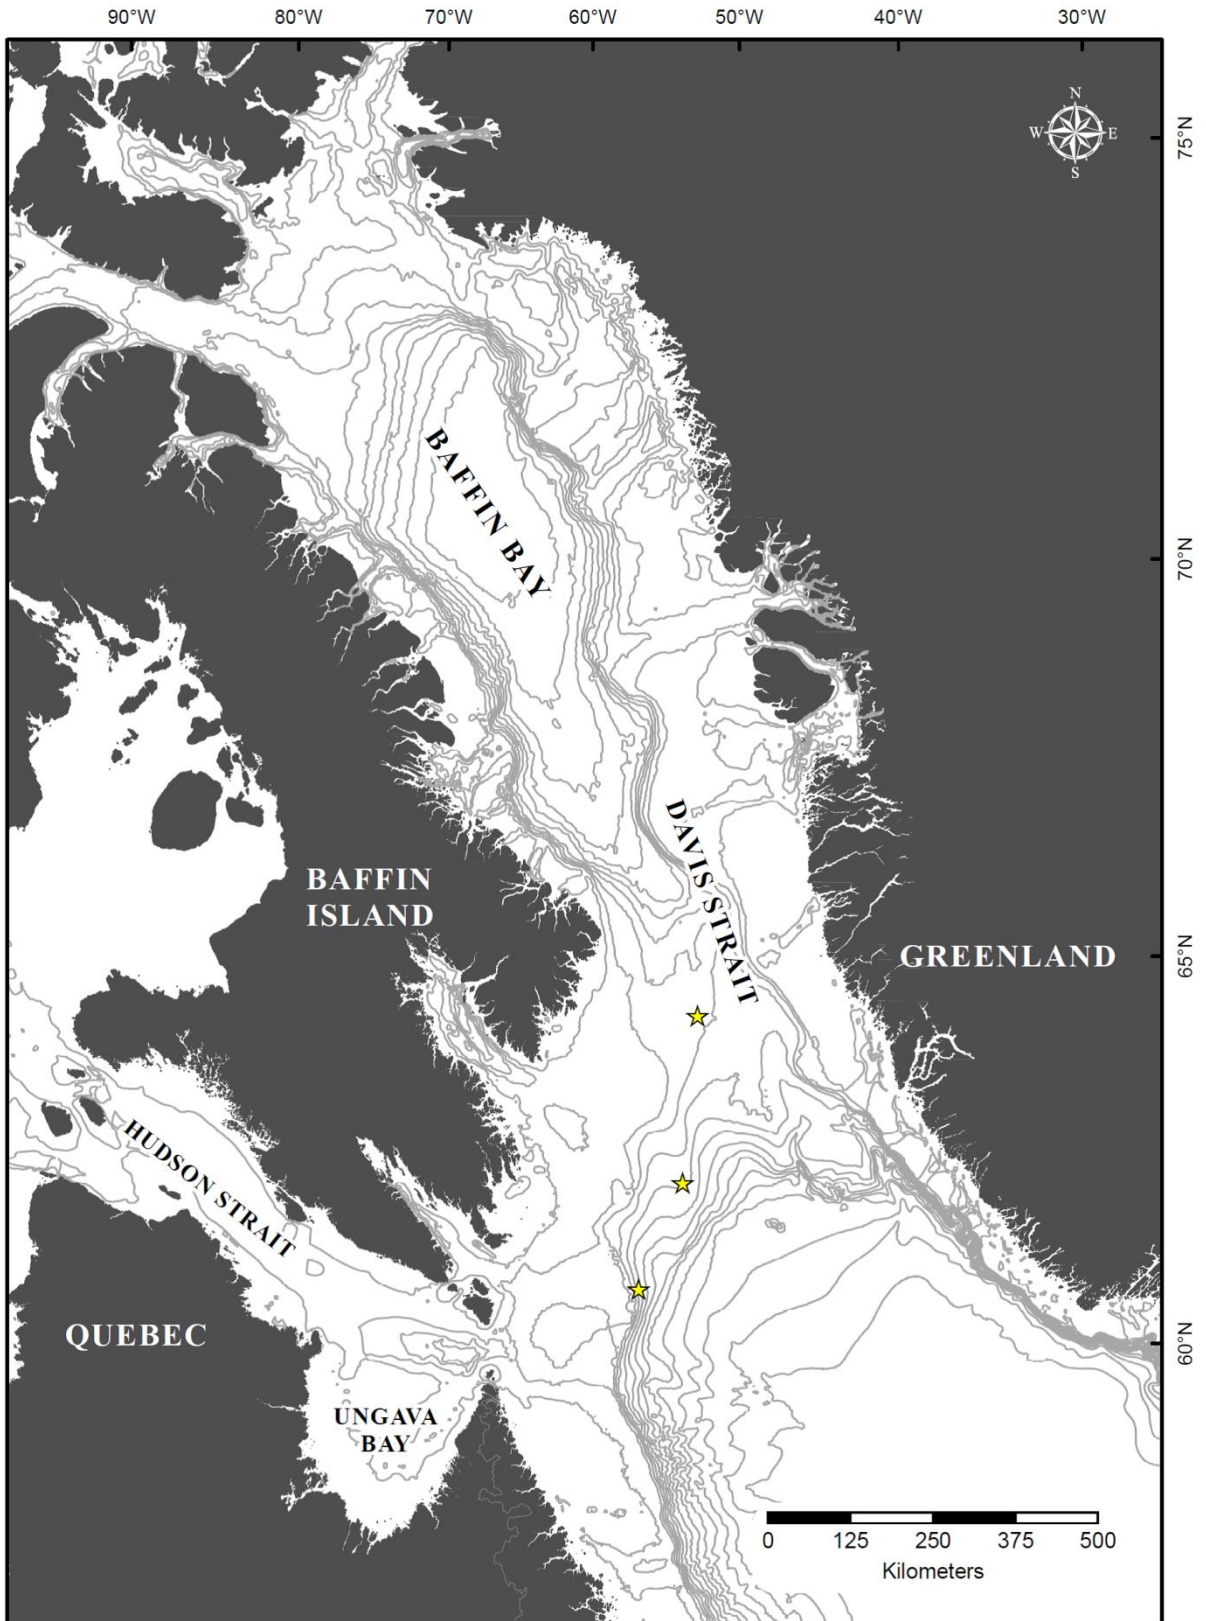 90°W 80°W 70°W 60°W 50°W 40°W 30°W
N
W E
S
75°N
BAFFIN BAY
70°N
DAVIS STRAIT
BAFFIN
ISLAND
GREENLAND
65°N
HUDSON STRAIT
QUEBEC
60°N
UNGAVA
BAY
0 125 250 375 500
Kilometers